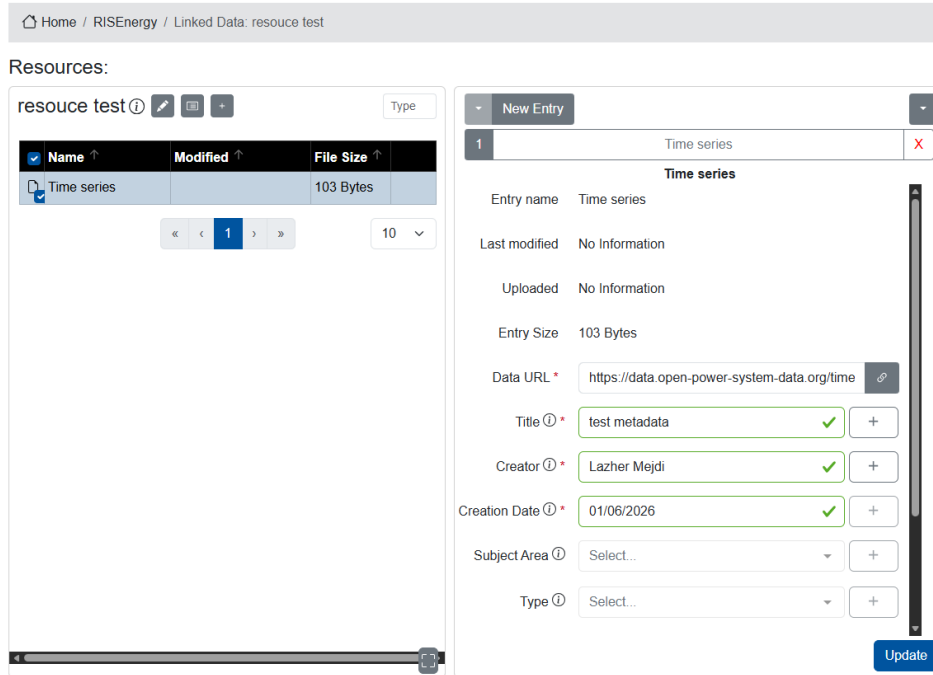 Home / RISEnergy / Linked Data: resouce test
Resources:
resouce test
Type
Name Modified File Size
Time series 103 Bytes
« ‹ 1 › »
10
New Entry
1 Time series X
Time series
Entry name Time series
Last modified No Information
Uploaded No Information
Entry Size 103 Bytes
Data URL * https://data.open-power-system-data.org/time
Title * test metadata +
Creator * Lazher Mejdi +
Creation Date * 01/06/2026 +
Subject Area Select... +
Type Select... +
Update